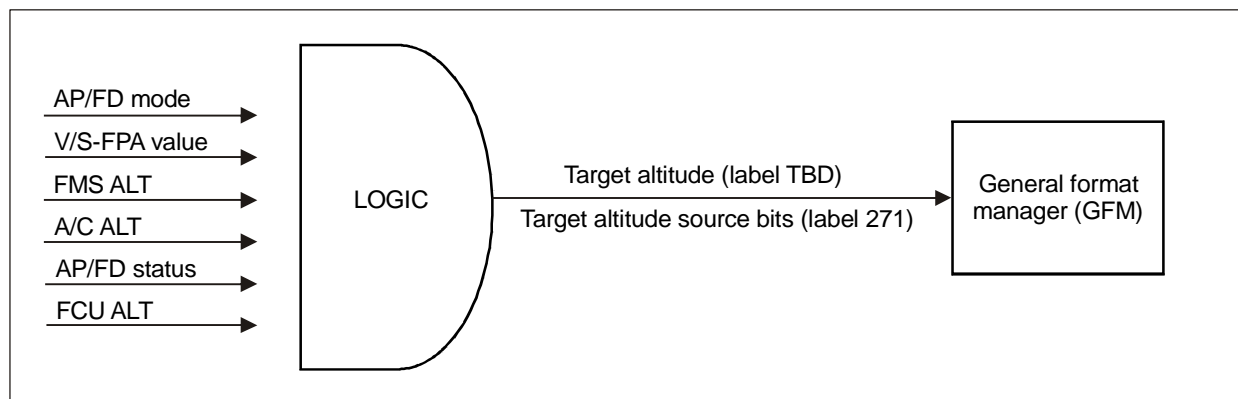 AP/FD mode
V/S-FPA value
FMS ALT
A/C ALT
AP/FD status
FCU ALT
LOGIC
Target altitude (label TBD)
Target altitude source bits (label 271)
General format
manager (GFM)